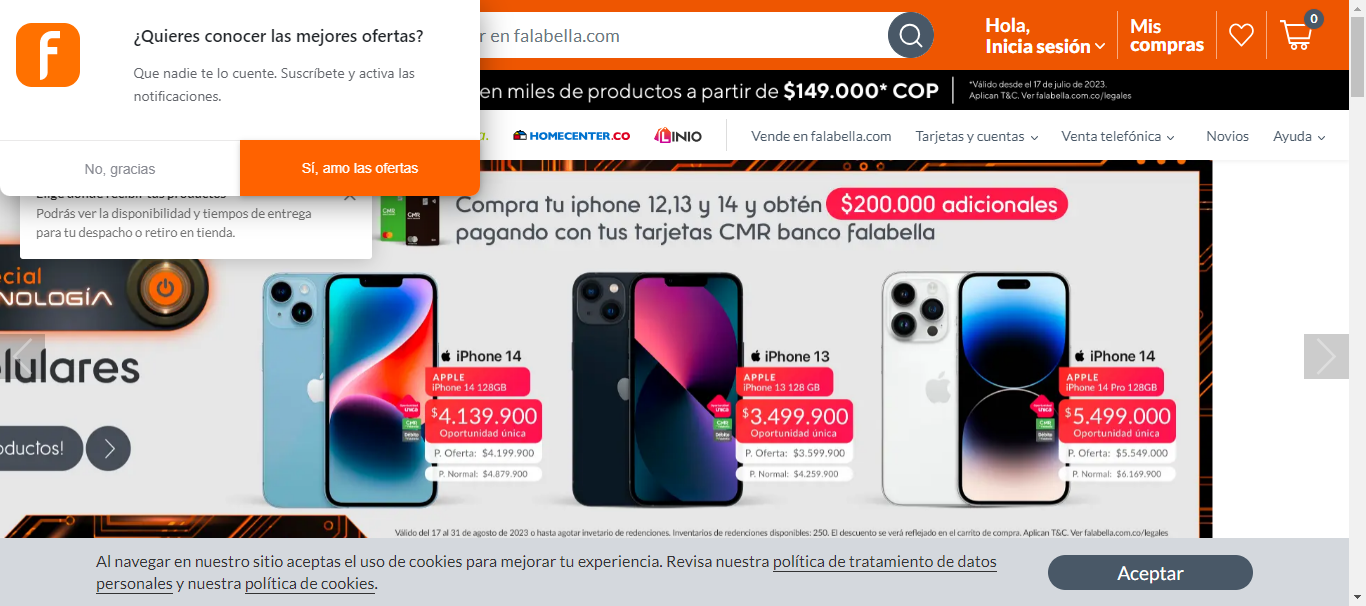 ¿Quieres conocer las mejores ofertas?
Que nadie te lo cuente. Suscríbete y activa las
notificaciones.
No, gracias
Sí, amo las ofertas
r en falabella.com
Hola,
Inicia sesión
Mis
compras
0
en miles de productos a partir de $149.000* COP
*Válido desde el 17 de julio de 2023.
Aplican T&C. Ver falabella.com.co/legales
HOMECENTER.CO
LINIO
Vende en falabella.com
Tarjetas y cuentas
Venta telefónica
Novios
Ayuda
Elige dónde recibir tus productos
Podrás ver la disponibilidad y tiempos de entrega
para tu despacho o retiro en tienda.
CMR
CMR
Compra tu iphone 12,13 y 14 y obtén $200.000 adicionales
pagando con tus tarjetas CMR banco falabella
ecial
NOLOGÍA
elulares
oductos!
iPhone 14
APPLE
iPhone 14 128GB
$4.139.900
Oportunidad única
P. Oferta: $4.199.900
P. Normal: $4.879.900
iPhone 13
APPLE
iPhone 13 128 GB
$3.499.900
Oportunidad única
P. Oferta: $3.599.900
P. Normal: $4.259.900
iPhone 14
APPLE
iPhone 14 Pro 128GB
$5.499.000
Oportunidad única
P. Oferta: $5.549.000
P. Normal: $6.169.900
Válido del 17 al 31 de agosto de 2023 o hasta agotar invetario de redenciones. Inventarios de redenciones disponibles: 250. El descuento se verá reflejado en el carrito de compra. Aplican T&C. Ver falabella.com.co/legales
Al navegar en nuestro sitio aceptas el uso de cookies para mejorar tu experiencia. Revisa nuestra política de tratamiento de datos
personales y nuestra política de cookies.
Aceptar